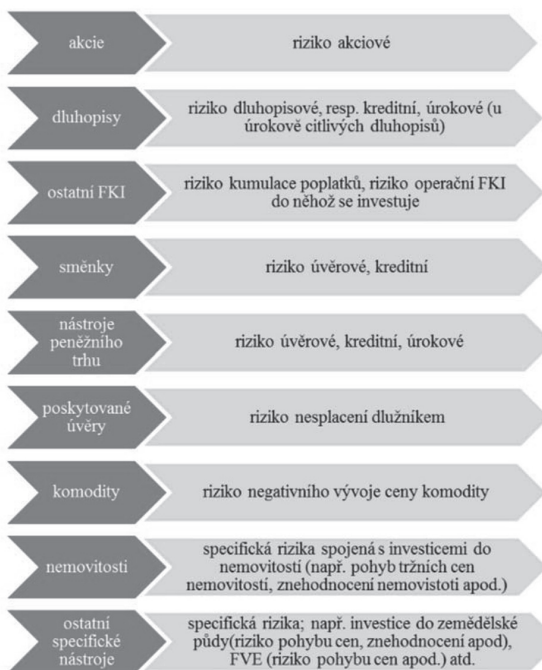 akcie
riziko akciové
dluhopisy
riziko dluhopisové, resp. kreditní, úrokové (u
úrokově citlivých dluhopisů)
ostatní FKI
riziko kumulace poplatků, riziko operační FKI
do něhož se investuje
směnky
riziko úvěrové, kreditní
nástroje
peněžního
trhu
riziko úvěrové, kreditní, úrokové
poskytované
úvěry
riziko nesplacení dlužníkem
komodity
riziko negativního vývoje ceny komodity
nemovitosti
specifická rizika spojená s investicemi do
nemovitostí (např. pohyb tržních cen
nemovitostí, znehodnocení nemovistoti apod.)
ostatní
specifické
nástroje
specifická rizika; např. investice do zemědělské
půdy(riziko pohybu cen, znehodnocení apod),
FVE (riziko pohybu cen apod.) atd.